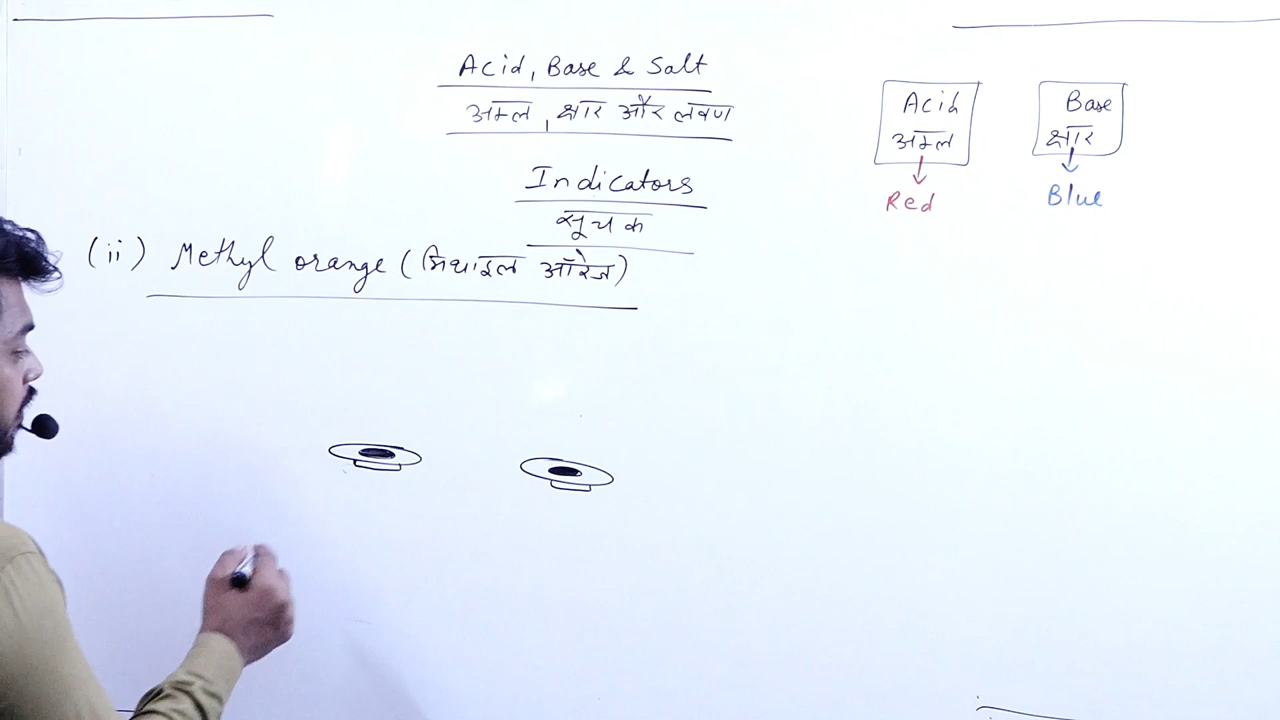 Acid, Base & Salt
अम्ल, क्षार और लवण
Indicators
सूचक
(ii) Methyl orange (मिथाइल ऑरेंज)
Acid
अम्ल
Red
Base
क्षार
Blue